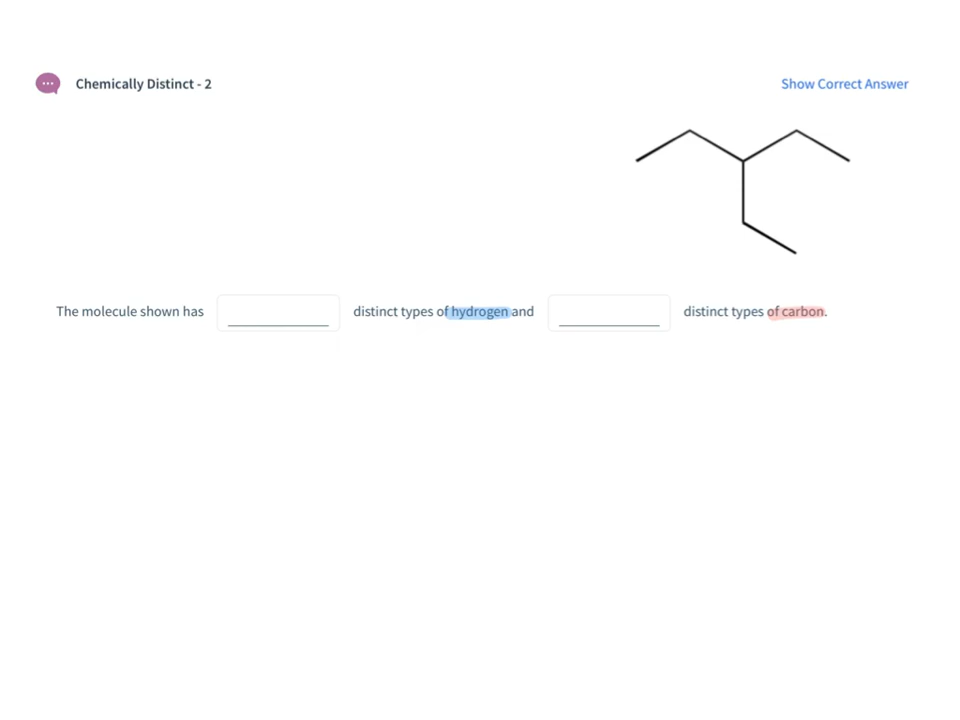 Chemically Distinct - 2
Show Correct Answer
The molecule shown has distinct types of hydrogen and distinct types of carbon.